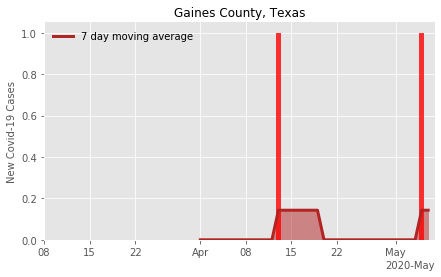 Gaines County, Texas
7 day moving average
New Covid-19 Cases
1.0
0.8
0.6
0.4
0.2
0.0
08 15 22 Apr 08 15 22 May
2020-May